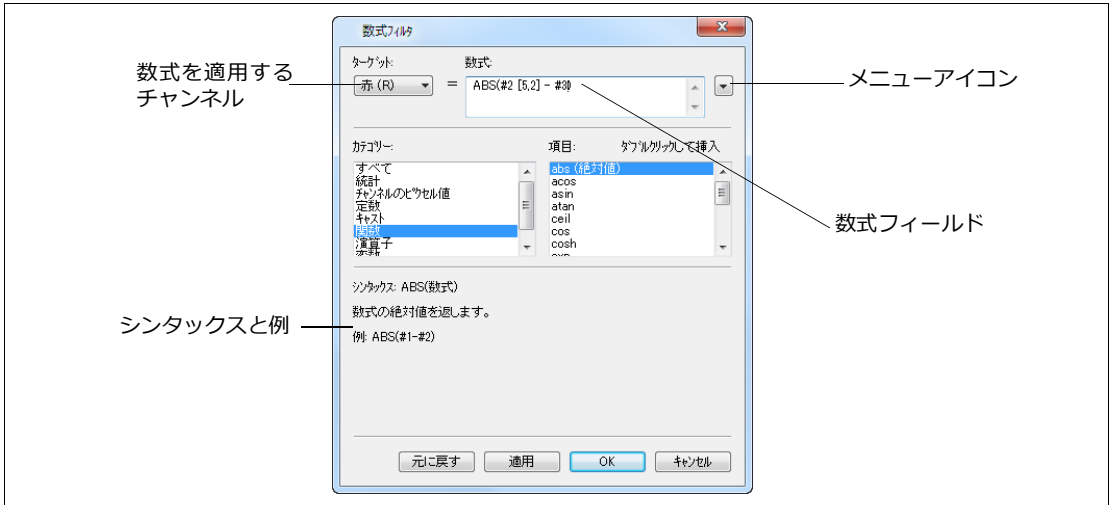 数式フィルタ
ターゲット:
数式:
赤 (R)
=
ABS(#2 [5,2] - #3)
数式を適用する
チャンネル
メニューアイコン
カテゴリー:
項目:
ダブルクリックして挿入
すべて
統計
チャンネルのピクセル値
定数
キャスト
関数
演算子
変数
abs (絶対値)
acos
asin
atan
ceil
cos
cosh
exp
数式フィールド
シンタックス: ABS(数式)
数式の絶対値を返します。
例: ABS(#1-#2)
シンタックスと例
元に戻す
適用
OK
キャンセル